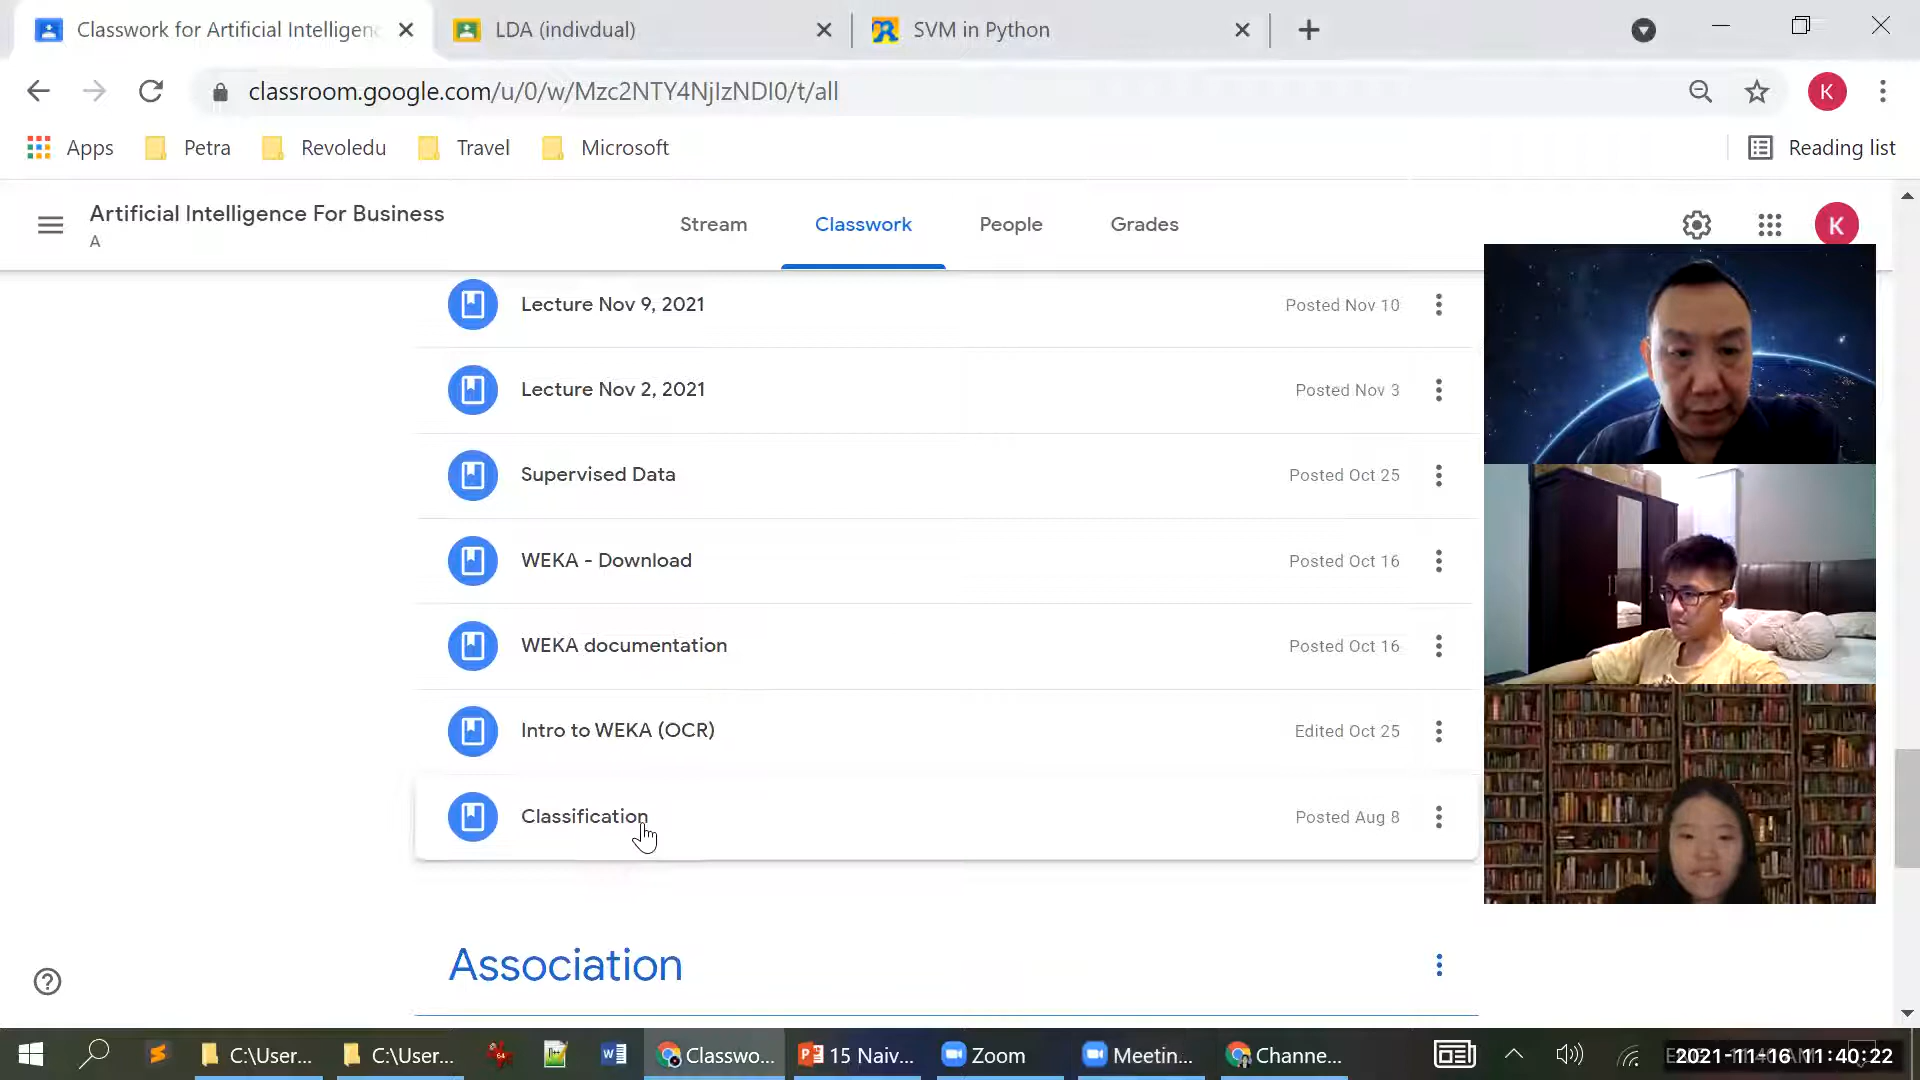 Classwork for Artificial Intelligenc
LDA (indivdual)
SVM in Python
classroom.google.com/u/0/w/Mzc2NTY4NjIzNDI0/t/all
K
Apps
Petra
Revoledu
Travel
Microsoft
Reading list
Artificial Intelligence For Business
A
Stream
Classwork
People
Grades
K
Lecture Nov 9, 2021
Posted Nov 10
Lecture Nov 2, 2021
Posted Nov 3
Supervised Data
Posted Oct 25
WEKA - Download
Posted Oct 16
WEKA documentation
Posted Oct 16
Intro to WEKA (OCR)
Edited Oct 25
Classification
Posted Aug 8
Association
C:\User...
C:\User...
Classwo...
15 Naiv...
Zoom
Meetin...
Channe...
2021-11-16 11:40:22